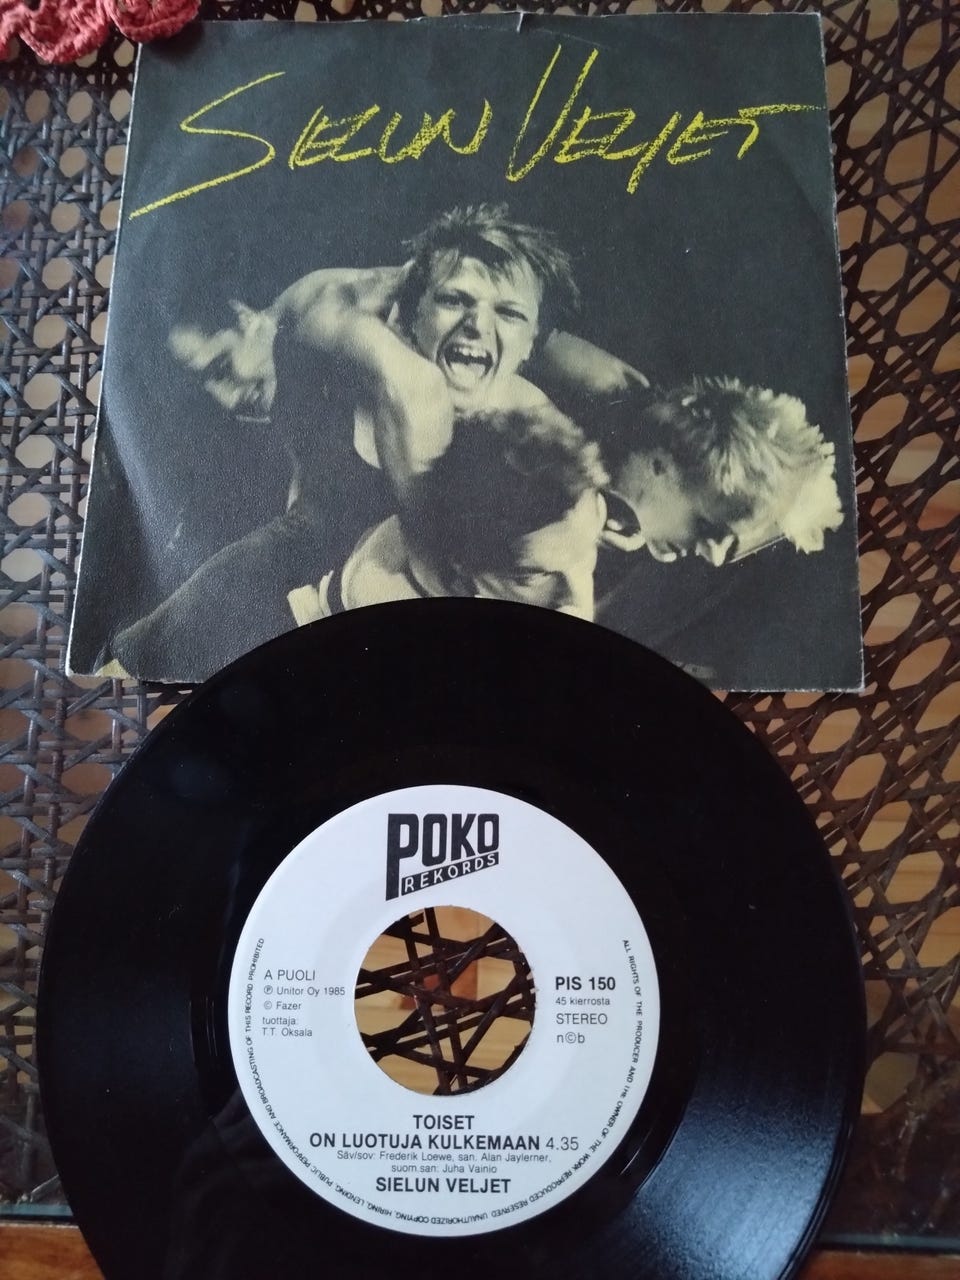 SIELUN VELJET
POKO
REKORDS
A PUOLI
℗ Unitor Oy 1985
© Fazer
tuottaja:
T.T. Oksala
PIS 150
45 kierrosta
STEREO
n©b
TOISET
ON LUOTUJA KULKEMAAN 4.35
Säv/sov: Frederik Loewe, san. Alan Jaylerner,
suom.san: Juha Vainio
SIELUN VELJET
ALL RIGHTS OF THE PRODUCER AND THE OWNER OF THE WORK REPRODUCED RESERVED. UNAUTHORIZED COPYING, HIRING, LENDING, PUBLIC PERFORMANCE AND BROADCASTING OF THIS RECORD PROHIBITED